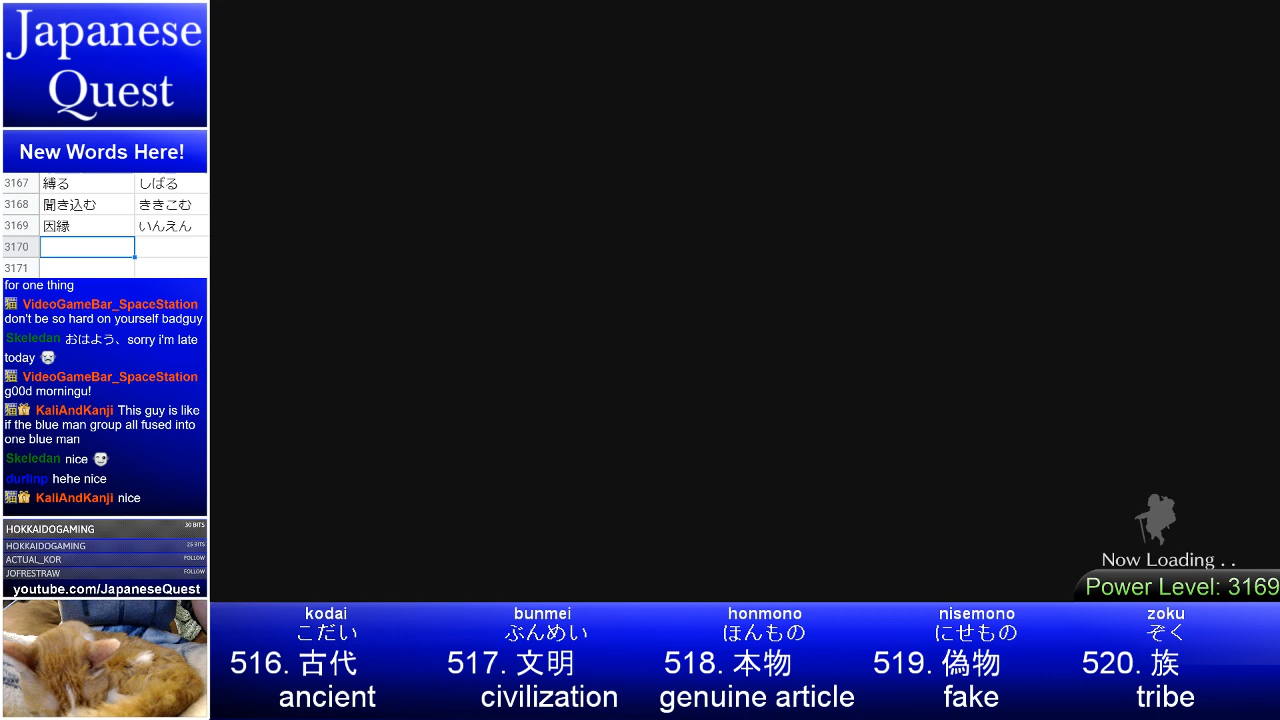 Japanese
Quest
New Words Here!
3167 縛る しばる
3168 聞き込む ききこむ
3169 因縁 いんえん
3170
3171
for one thing
VideoGameBar_SpaceStation
don't be so hard on yourself badguy
Skeledan おはよう、sorry i'm late
today
VideoGameBar_SpaceStation
g00d morningu!
KaliAndKanji This guy is like
if the blue man group all fused into
one blue man
Skeledan nice
durlinp hehe nice
KaliAndKanji nice
HOKKAIDOGAMING 30 BITS
HOKKAIDOGAMING 25 BITS
ACTUAL_KOR FOLLOW
JOFRESTRAW FOLLOW
youtube.com/JapaneseQuest
Now Loading . .
Power Level: 3169
kodai bunmei honmono nisemono zoku
こだい ぶんめい ほんもの にせもの ぞく
516. 古代 517. 文明 518. 本物 519. 偽物 520. 族
ancient civilization genuine article fake tribe